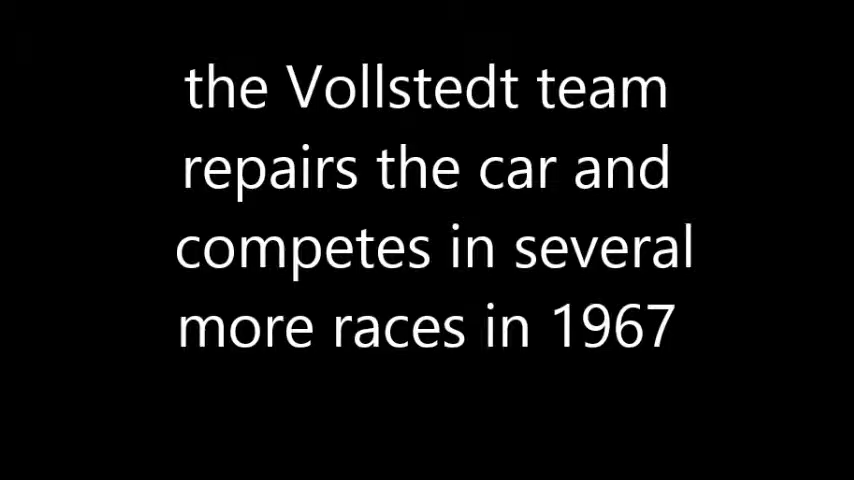 the Vollstedt team
repairs the car and
competes in several
more races in 1967